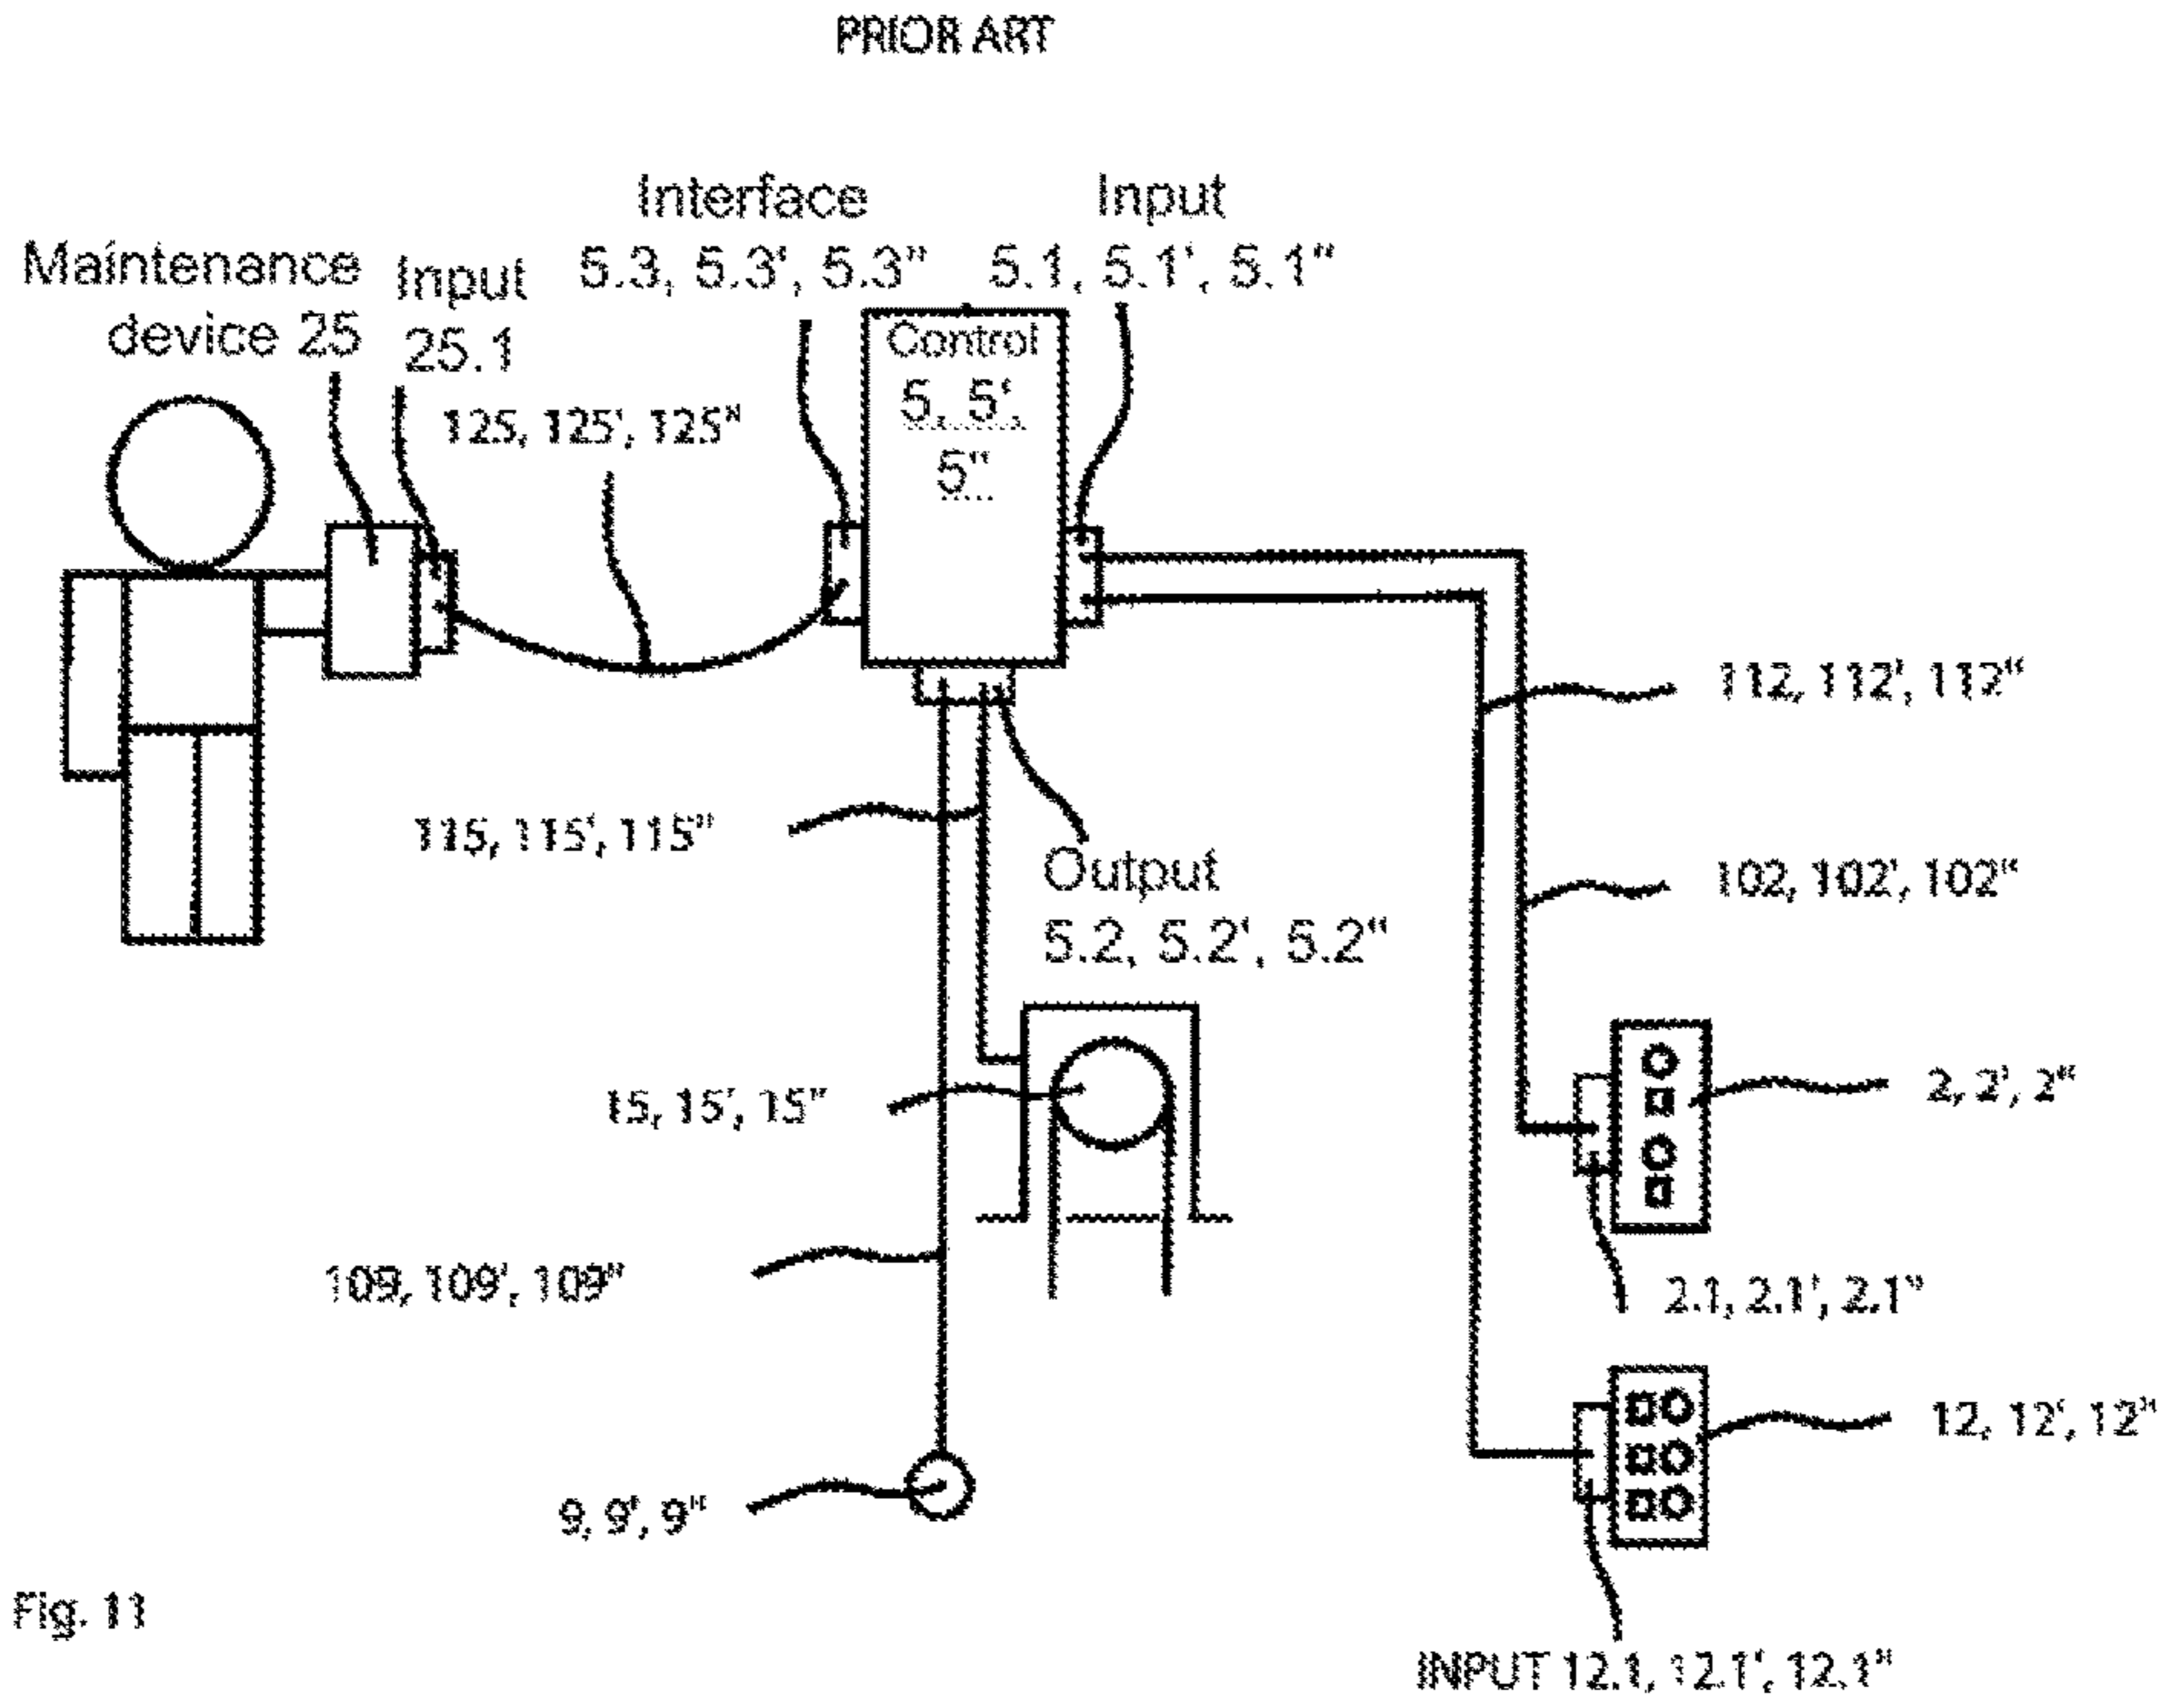 PRIOR ART
Interface
5.3, 5.3', 5.3"
Input
5.1, 5.1', 5.1"
Maintenance
device 25
Input
25.1
125, 125', 125"
Control
5, 5',
5"
112, 112', 112"
115, 115', 115"
Output
5.2, 5.2', 5.2"
102, 102', 102"
15, 15', 15"
2, 2', 2"
109, 109', 109"
2.1, 2.1', 2.1"
12, 12', 12"
9, 9', 9"
Fig. 11
INPUT 12.1, 12.1', 12.1"